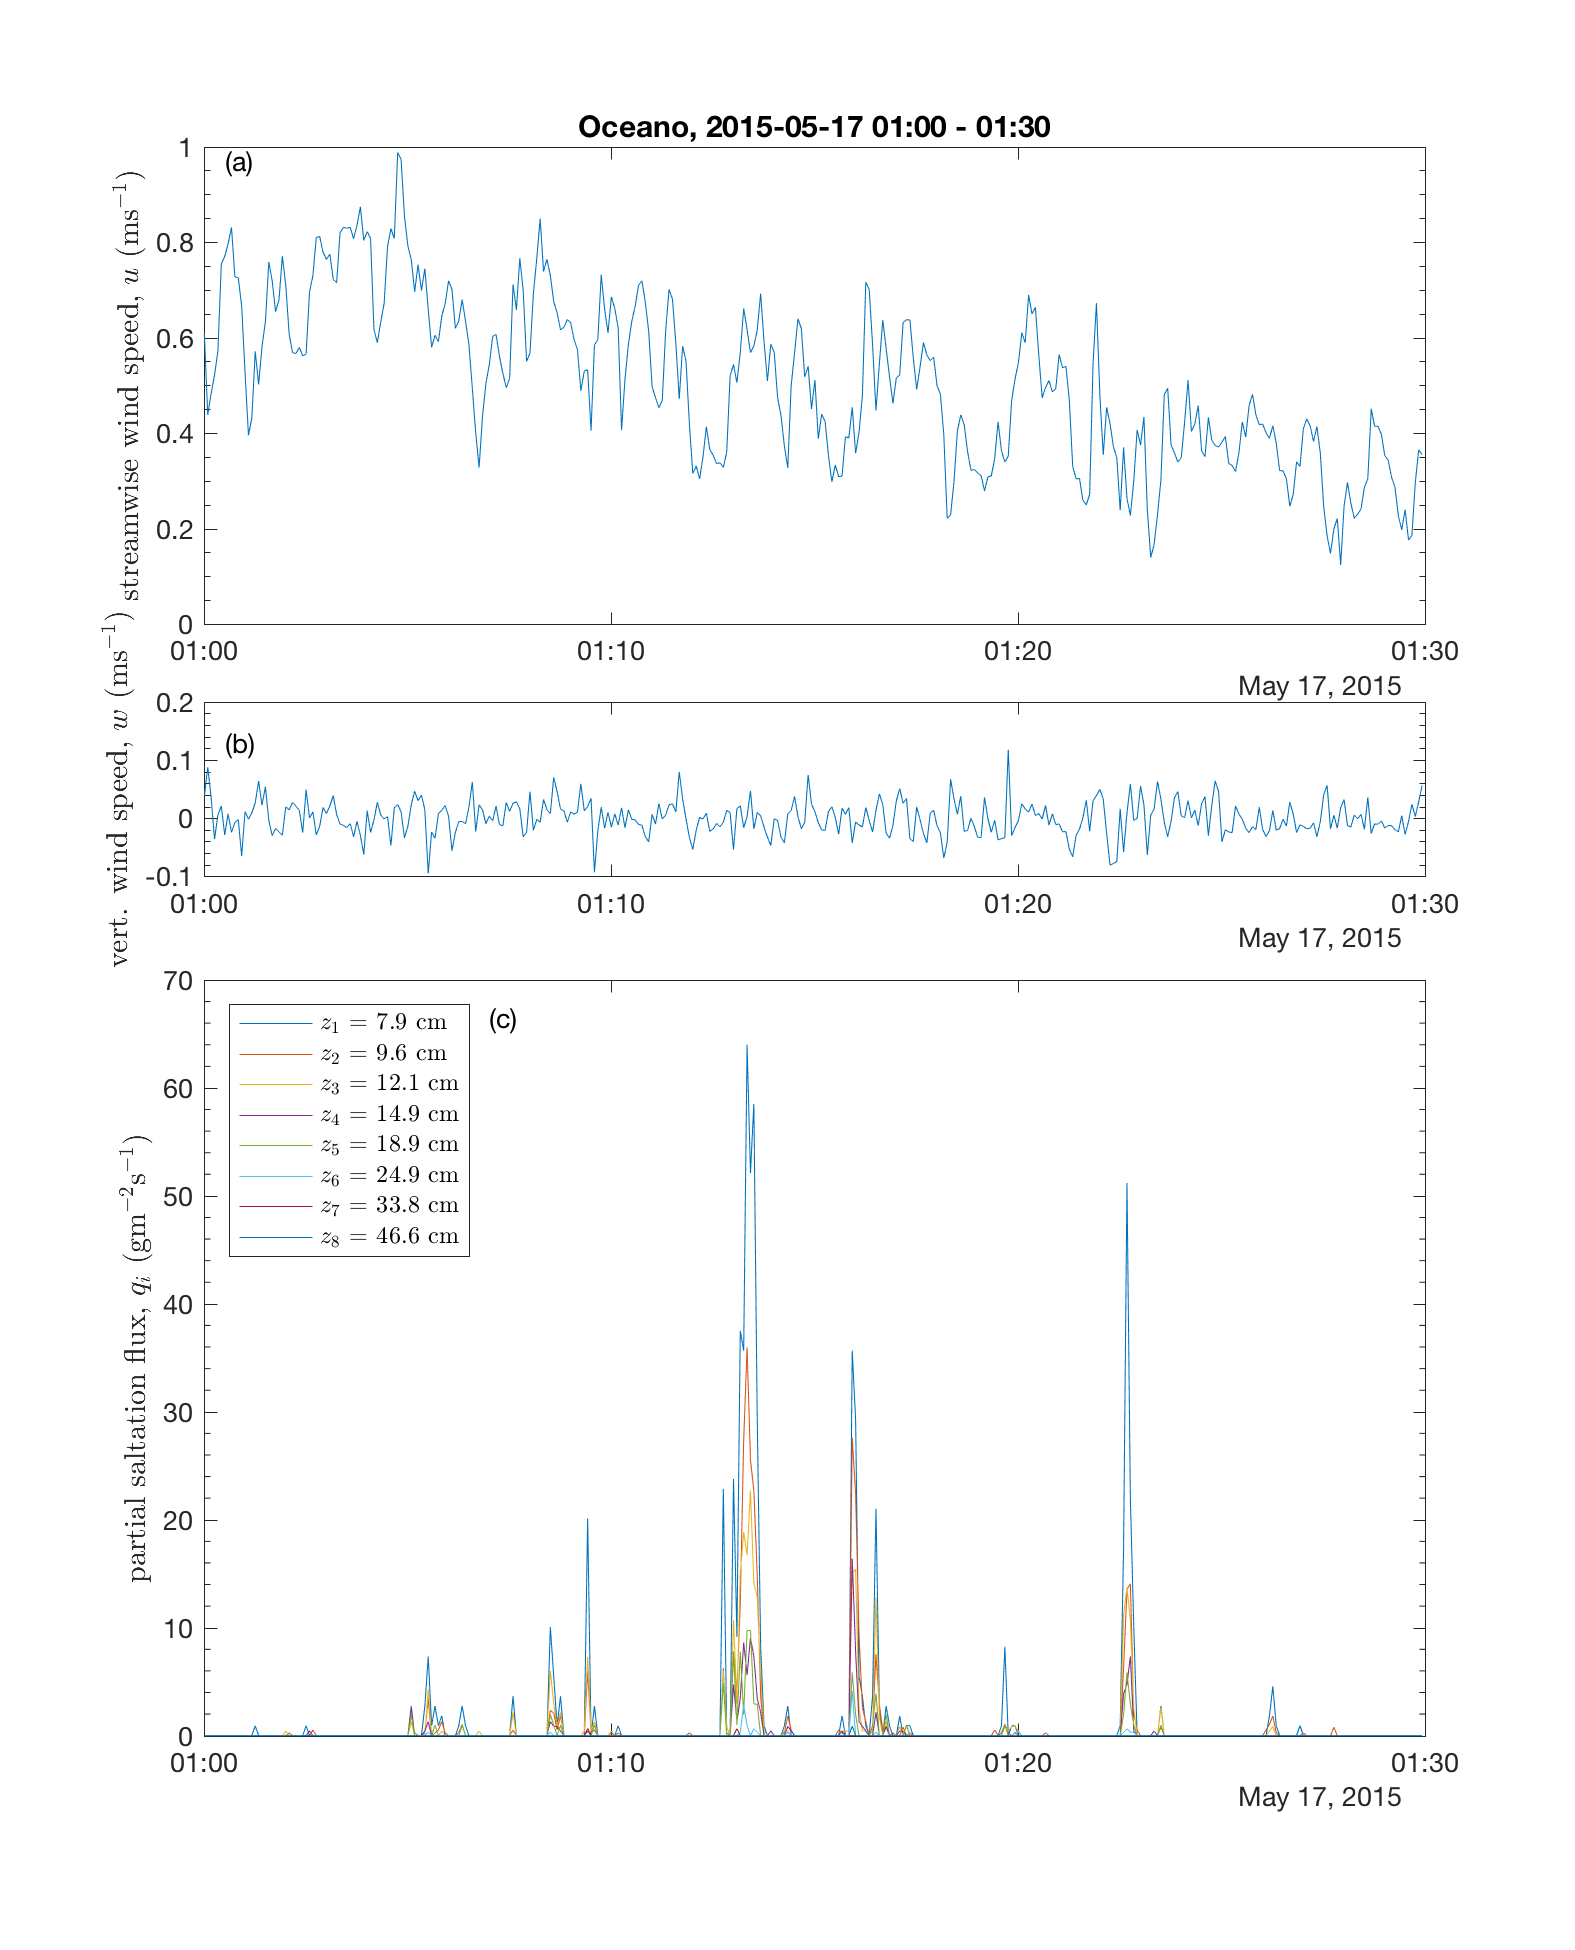 Oceano, 2015-05-17 01:00 - 01:30
(a)
streamwise wind speed, u (ms⁻¹)
1
0.8
0.6
0.4
0.2
0
01:00 01:10 01:20 01:30
May 17, 2015
(b)
vert. wind speed, w (ms⁻¹)
0.2
0.1
0
-0.1
01:00 01:10 01:20 01:30
May 17, 2015
(c)
partial saltation flux, qᵢ (gm⁻²s⁻¹)
70
60
50
40
30
20
10
0
z₁ = 7.9 cm
z₂ = 9.6 cm
z₃ = 12.1 cm
z₄ = 14.9 cm
z₅ = 18.9 cm
z₆ = 24.9 cm
z₇ = 33.8 cm
z₈ = 46.6 cm
01:00 01:10 01:20 01:30
May 17, 2015